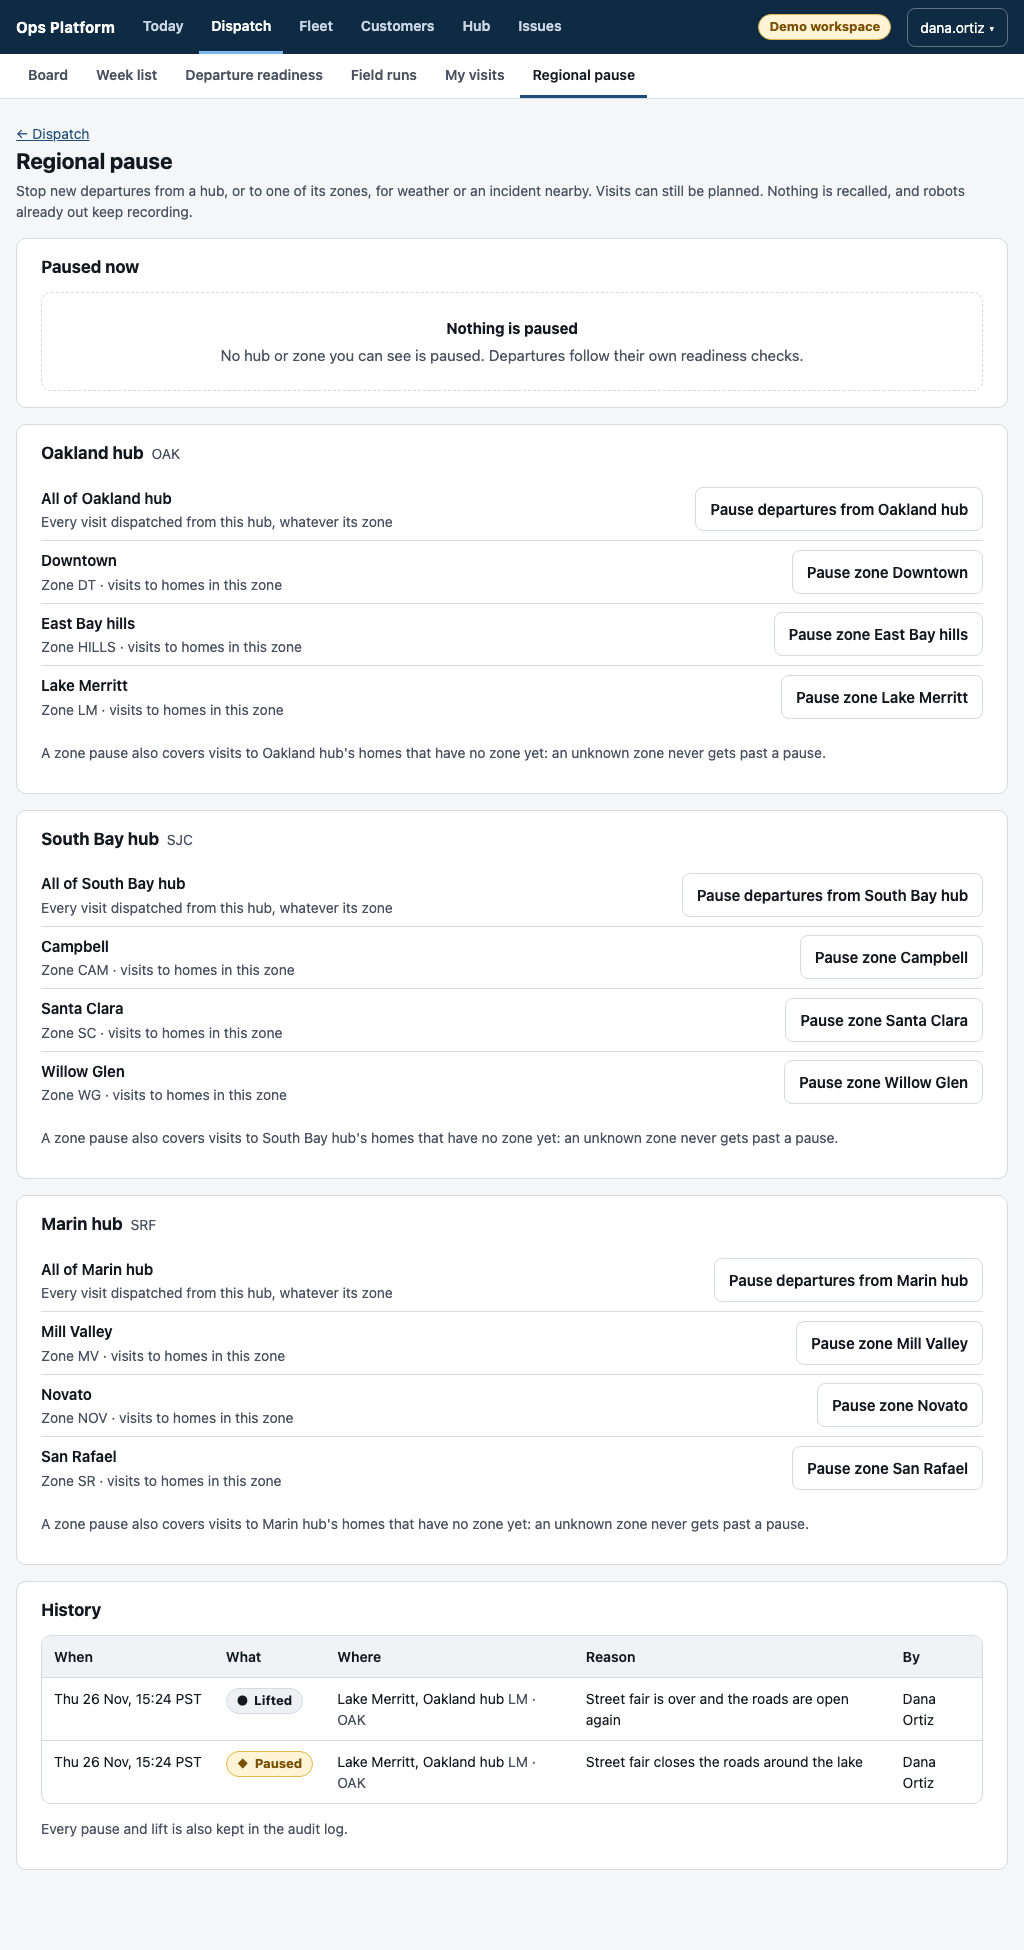 Ops Platform Today Dispatch Fleet Customers Hub Issues Demo workspace dana.ortiz ▾
Board Week list Departure readiness Field runs My visits Regional pause
← Dispatch
Regional pause
Stop new departures from a hub, or to one of its zones, for weather or an incident nearby. Visits can still be planned. Nothing is recalled, and robots
already out keep recording.
Paused now
Nothing is paused
No hub or zone you can see is paused. Departures follow their own readiness checks.
Oakland hub OAK
All of Oakland hub
Every visit dispatched from this hub, whatever its zone
Pause departures from Oakland hub
Downtown
Zone DT · visits to homes in this zone
Pause zone Downtown
East Bay hills
Zone HILLS · visits to homes in this zone
Pause zone East Bay hills
Lake Merritt
Zone LM · visits to homes in this zone
Pause zone Lake Merritt
A zone pause also covers visits to Oakland hub's homes that have no zone yet: an unknown zone never gets past a pause.
South Bay hub SJC
All of South Bay hub
Every visit dispatched from this hub, whatever its zone
Pause departures from South Bay hub
Campbell
Zone CAM · visits to homes in this zone
Pause zone Campbell
Santa Clara
Zone SC · visits to homes in this zone
Pause zone Santa Clara
Willow Glen
Zone WG · visits to homes in this zone
Pause zone Willow Glen
A zone pause also covers visits to South Bay hub's homes that have no zone yet: an unknown zone never gets past a pause.
Marin hub SRF
All of Marin hub
Every visit dispatched from this hub, whatever its zone
Pause departures from Marin hub
Mill Valley
Zone MV · visits to homes in this zone
Pause zone Mill Valley
Novato
Zone NOV · visits to homes in this zone
Pause zone Novato
San Rafael
Zone SR · visits to homes in this zone
Pause zone San Rafael
A zone pause also covers visits to Marin hub's homes that have no zone yet: an unknown zone never gets past a pause.
History
When What Where Reason By
Thu 26 Nov, 15:24 PST ● Lifted Lake Merritt, Oakland hub LM · Street fair is over and the roads are open Dana
OAK again Ortiz
Thu 26 Nov, 15:24 PST ◆ Paused Lake Merritt, Oakland hub LM · Street fair closes the roads around the lake Dana
OAK Ortiz
Every pause and lift is also kept in the audit log.